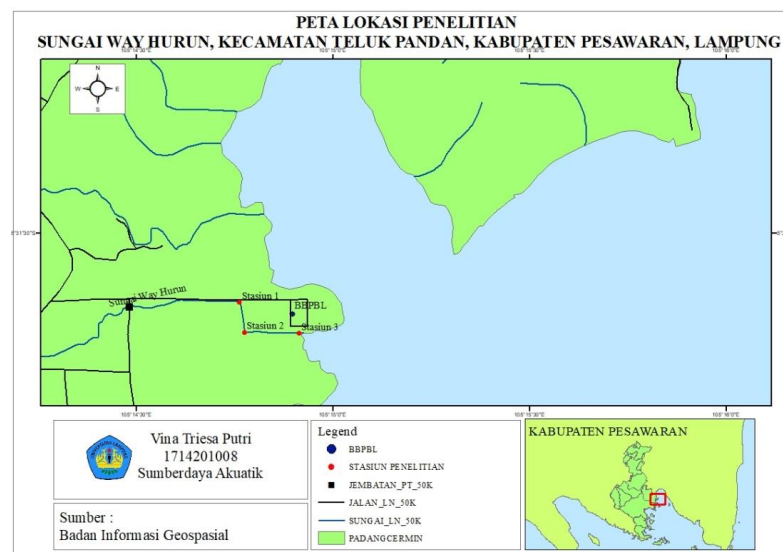 PETA LOKASI PENELITIAN
SUNGAI WAY HURUN, KECAMATAN TELUK PANDAN, KABUPATEN PESAWARAN, LAMPUNG
N
W E
S
Sungai Way Hurun
Stasiun 1
BBPBL
Stasiun 2
Stasiun 3
Vina Triesa Putri
1714201008
Sumberdaya Akuatik
Sumber :
Badan Informasi Geospasial
Legend
BBPBL
STASIUN PENELITIAN
JEMBATAN_PT_50K
JALAN_LN_50K
SUNGAI_LN_50K
PADANGCERMIN
KABUPATEN PESAWARAN